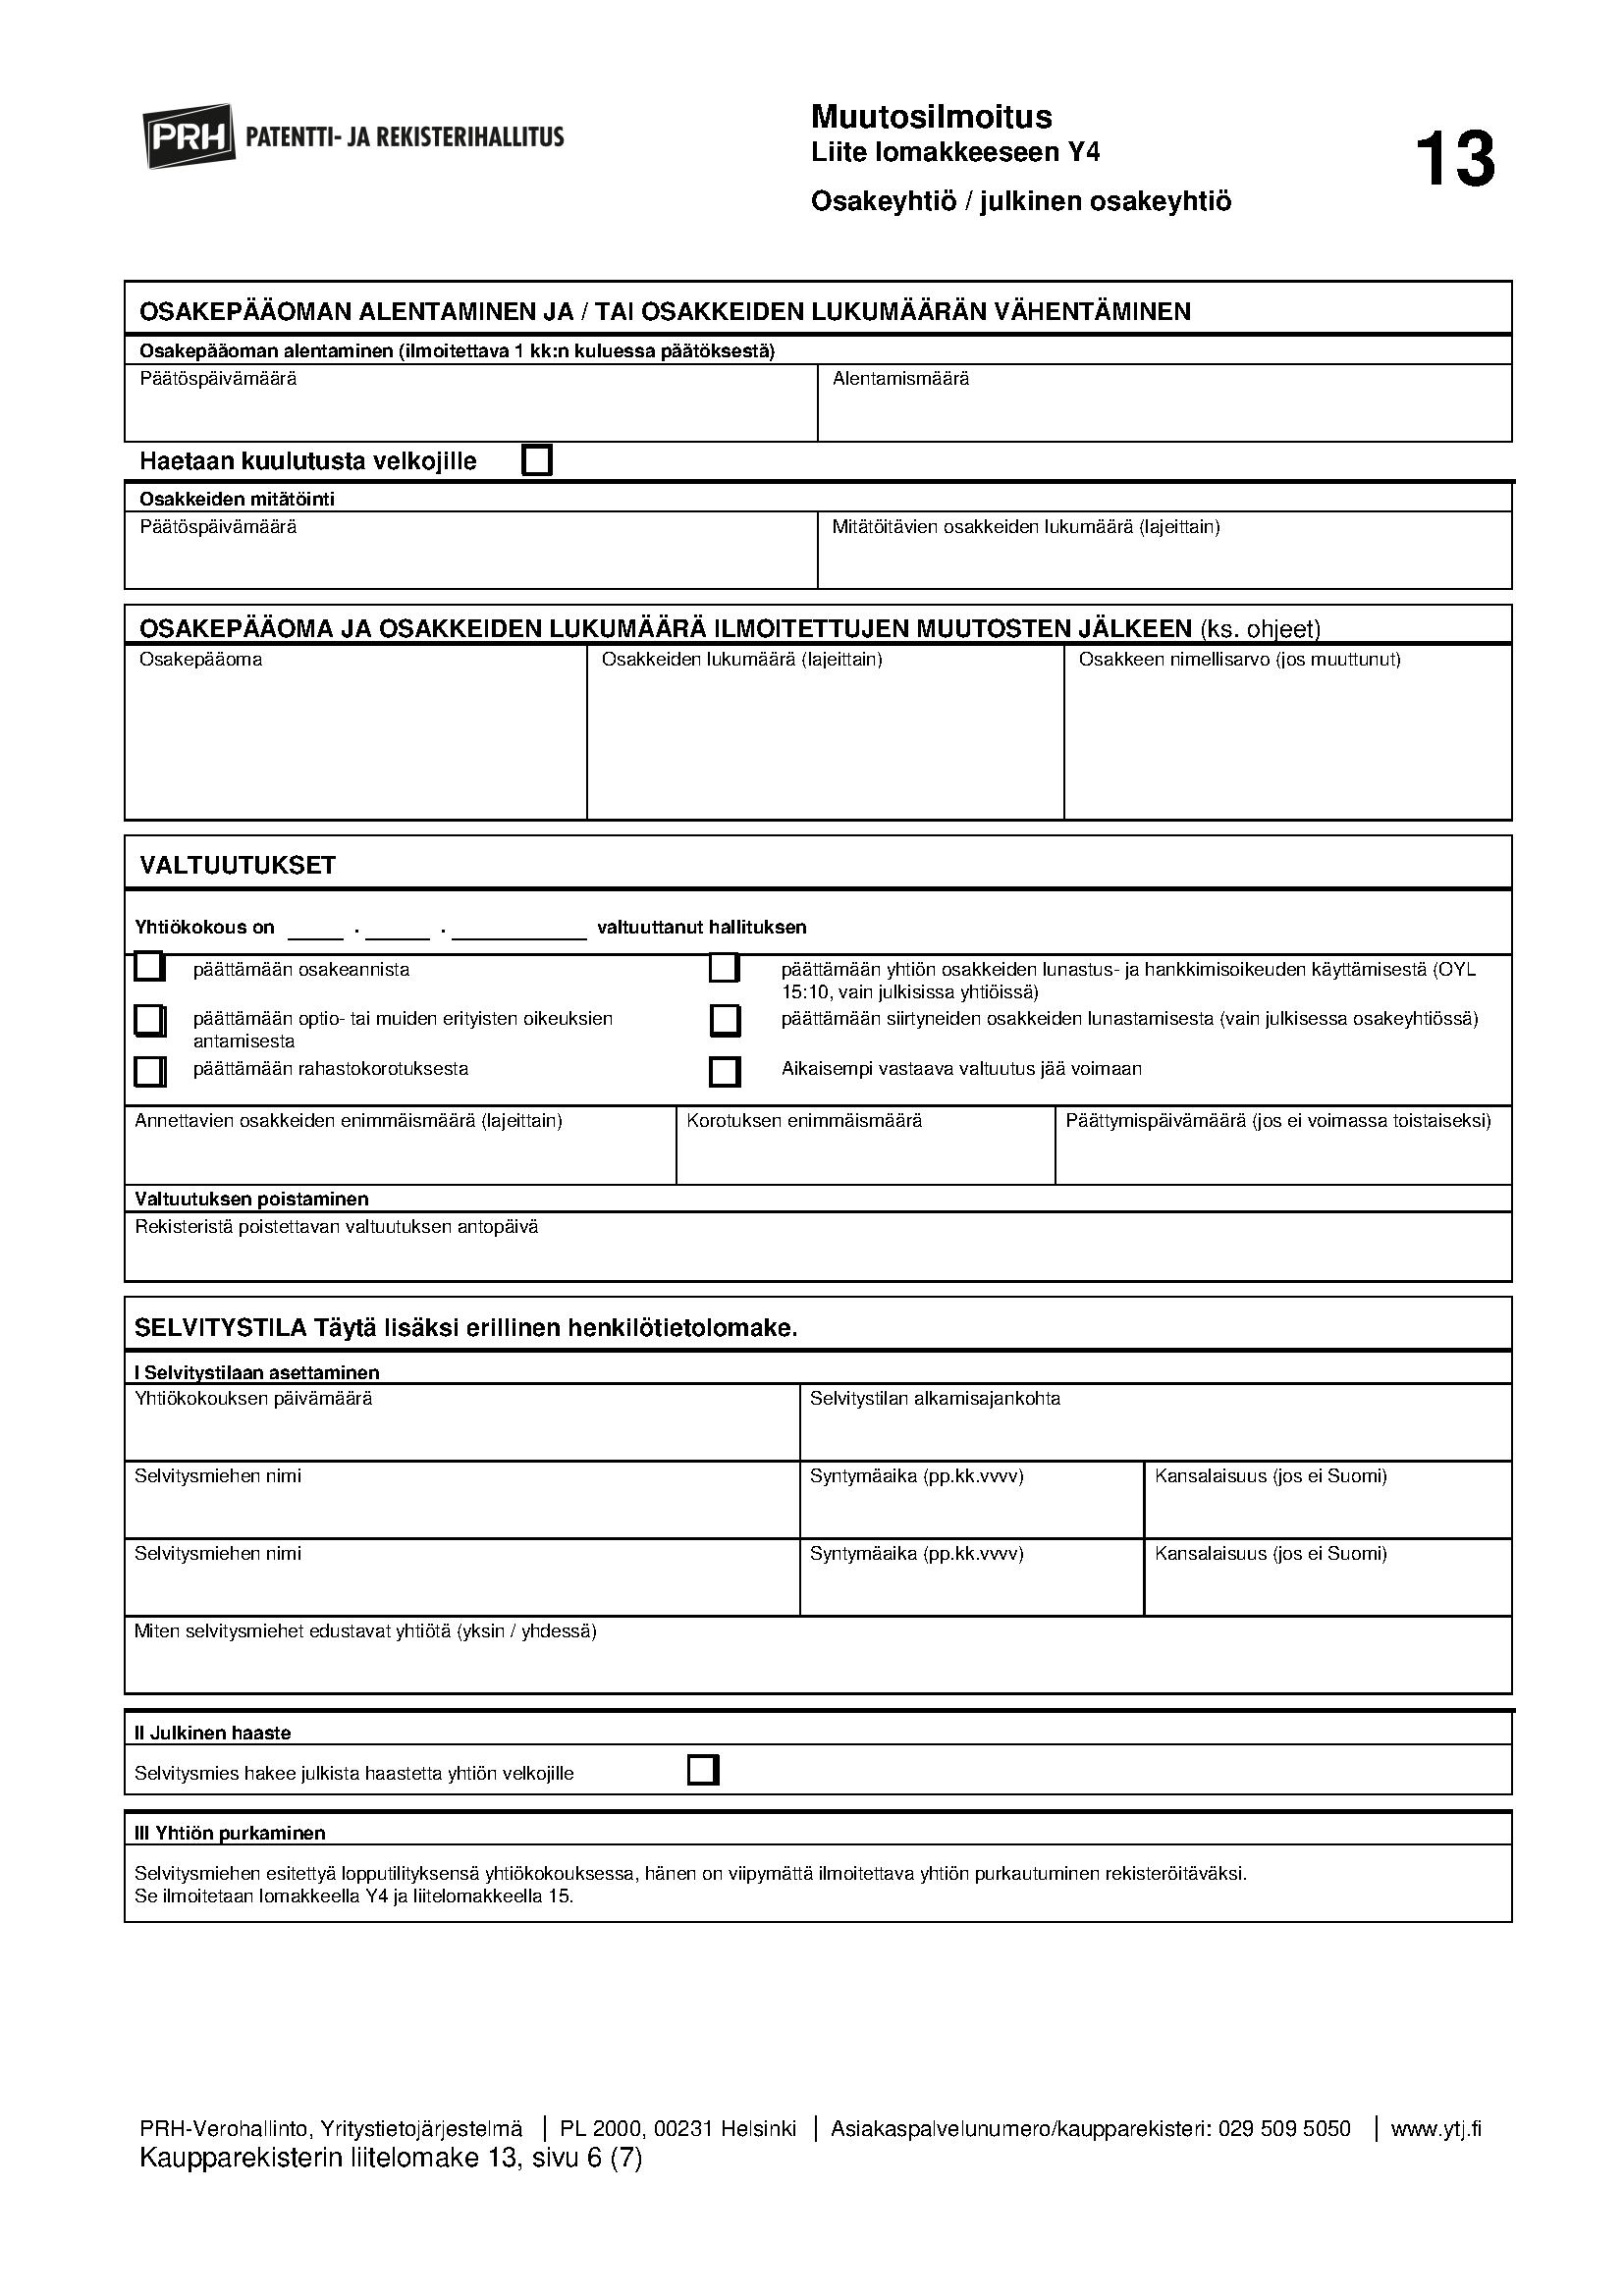 PRH PATENTTI- JA REKISTERIHALLITUS
Muutosilmoitus
Liite lomakkeeseen Y4
Osakeyhtiö / julkinen osakeyhtiö
13
OSAKEPÄÄOMAN ALENTAMINEN JA / TAI OSAKKEIDEN LUKUMÄÄRÄN VÄHENTÄMINEN
Osakepääoman alentaminen (ilmoitettava 1 kk:n kuluessa päätöksestä)
Päätöspäivämäärä
Alentamismäärä
Haetaan kuulutusta velkojille
Osakkeiden mitätöinti
Päätöspäivämäärä
Mitätöitävien osakkeiden lukumäärä (lajeittain)
OSAKEPÄÄOMA JA OSAKKEIDEN LUKUMÄÄRÄ ILMOITETTUJEN MUUTOSTEN JÄLKEEN (ks. ohjeet)
Osakepääoma
Osakkeiden lukumäärä (lajeittain)
Osakkeen nimellisarvo (jos muuttunut)
VALTUUTUKSET
Yhtiökokous on _____ . _____ . _____ valtuuttanut hallituksen
päättämään osakeannista
päättämään yhtiön osakkeiden lunastus- ja hankkimisoikeuden käyttämisestä (OYL
15:10, vain julkisissa yhtiöissä)
päättämään optio- tai muiden erityisten oikeuksien
antamisesta
päättämään siirtyneiden osakkeiden lunastamisesta (vain julkisessa osakeyhtiössä)
päättämään rahastokorotuksesta
Aikaisempi vastaava valtuutus jää voimaan
Annettavien osakkeiden enimmäismäärä (lajeittain)
Korotuksen enimmäismäärä
Päättymispäivämäärä (jos ei voimassa toistaiseksi)
Valtuutuksen poistaminen
Rekisteristä poistettavan valtuutuksen antopäivä
SELVITYSTILA Täytä lisäksi erillinen henkilötietolomake.
I Selvitystilaan asettaminen
Yhtiökokouksen päivämäärä
Selvitystilan alkamisajankohta
Selvitysmiehen nimi
Syntymäaika (pp.kk.vvvv)
Kansalaisuus (jos ei Suomi)
Selvitysmiehen nimi
Syntymäaika (pp.kk.vvvv)
Kansalaisuus (jos ei Suomi)
Miten selvitysmiehet edustavat yhtiötä (yksin / yhdessä)
II Julkinen haaste
Selvitysmies hakee julkista haastetta yhtiön velkojille
III Yhtiön purkaminen
Selvitysmiehen esitettyä lopputilityksensä yhtiökokouksessa, hänen on viipymättä ilmoitettava yhtiön purkautuminen rekisteröitäväksi.
Se ilmoitetaan lomakkeella Y4 ja liitelomakkeella 15.
PRH-Verohallinto, Yritystietojärjestelmä | PL 2000, 00231 Helsinki | Asiakaspalvelunumero/kaupparekisteri: 029 509 5050 | www.ytj.fi
Kaupparekisterin liitelomake 13, sivu 6 (7)